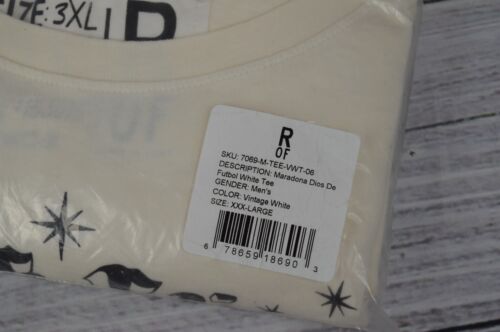 SIZE: 3XL
R
R
OF
SKU: 7069-M-TEE-VWT-06
DESCRIPTION: Maradona Dios De
Futbol White Tee
GENDER: Men's
COLOR: Vintage White
SIZE: XXX-LARGE
6 78659 18690 3